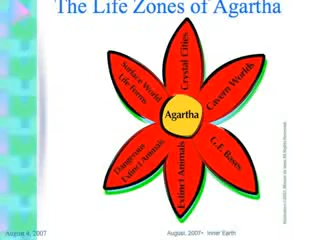 The Life Zones of Agartha
Crystal Cities
Surface World
Life Forms
Cavern Worlds
Agartha
Dangerous
Extinct Animals
Extinct Animals
G.F. Bases
August 4, 2007
August, 2007• Inner Earth